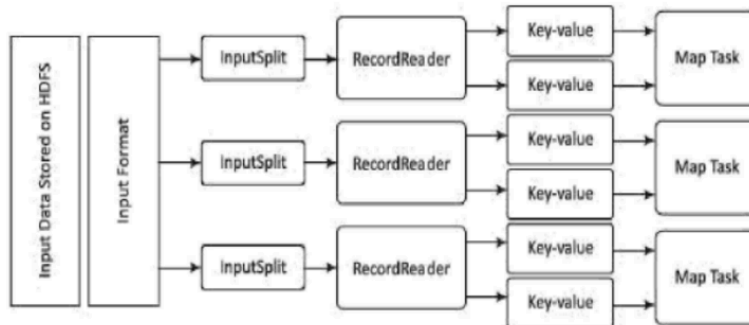 Input Data Stored on HDFS
Input Format
InputSplit
RecordReader
Key-value
Key-value
Map Task
InputSplit
RecordReader
Key-value
Key-value
Map Task
InputSplit
RecordReader
Key-value
Key-value
Map Task